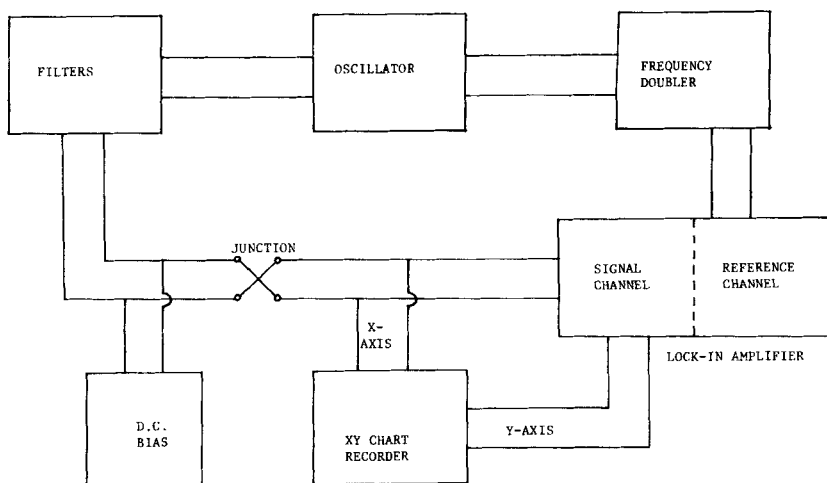 FILTERS
OSCILLATOR
FREQUENCY
DOUBLER
JUNCTION
SIGNAL
CHANNEL
REFERENCE
CHANNEL
X-
AXIS
LOCK-IN AMPLIFIER
D.C.
BIAS
XY CHART
RECORDER
Y-AXIS